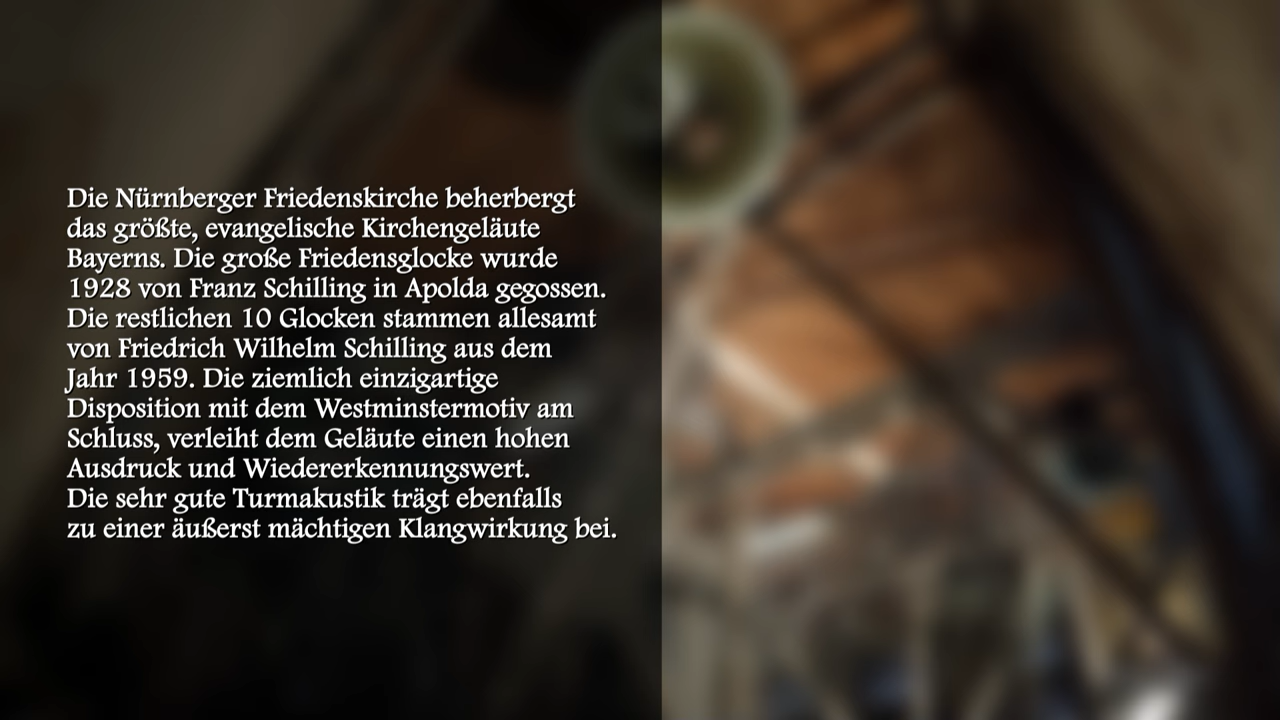 Die Nürnberger Friedenskirche beherbergt
das größte, evangelische Kirchengeläute
Bayerns. Die große Friedensglocke wurde
1928 von Franz Schilling in Apolda gegossen.
Die restlichen 10 Glocken stammen allesamt
von Friedrich Wilhelm Schilling aus dem
Jahr 1959. Die ziemlich einzigartige
Disposition mit dem Westminstermotiv am
Schluss, verleiht dem Geläute einen hohen
Ausdruck und Wiedererkennungswert.
Die sehr gute Turmakustik trägt ebenfalls
zu einer äußerst mächtigen Klangwirkung bei.